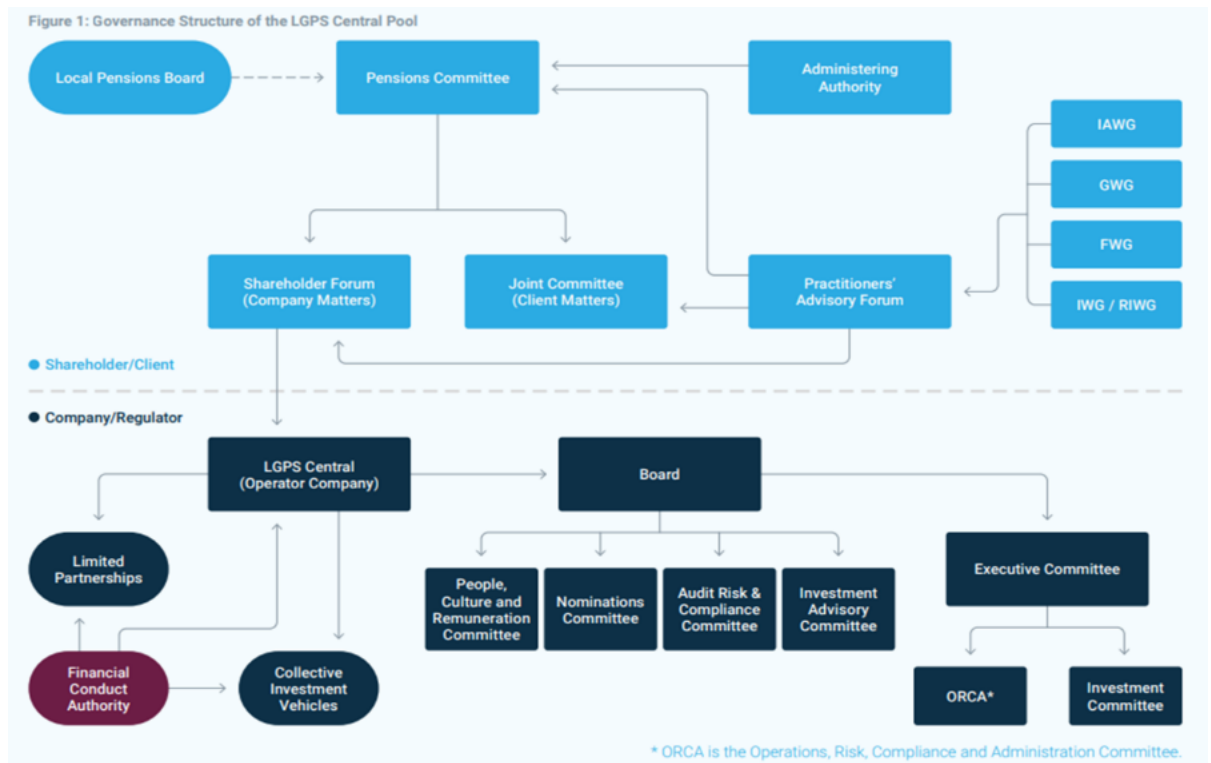 Figure 1: Governance Structure of the LGPS Central Pool
Local Pensions Board
Pensions Committee
Administering
Authority
IAWG
GWG
FWG
IWG / RIWG
Shareholder Forum
(Company Matters)
Joint Committee
(Client Matters)
Practitioners'
Advisory Forum
Shareholder/Client
Company/Regulator
LGPS Central
(Operator Company)
Board
Limited
Partnerships
People,
Culture and
Remuneration
Committee
Nominations
Committee
Audit Risk &
Compliance
Committee
Investment
Advisory
Committee
Executive Committee
Financial
Conduct
Authority
Collective
Investment
Vehicles
ORCA*
Investment
Committee
* ORCA is the Operations, Risk, Compliance and Administration Committee.